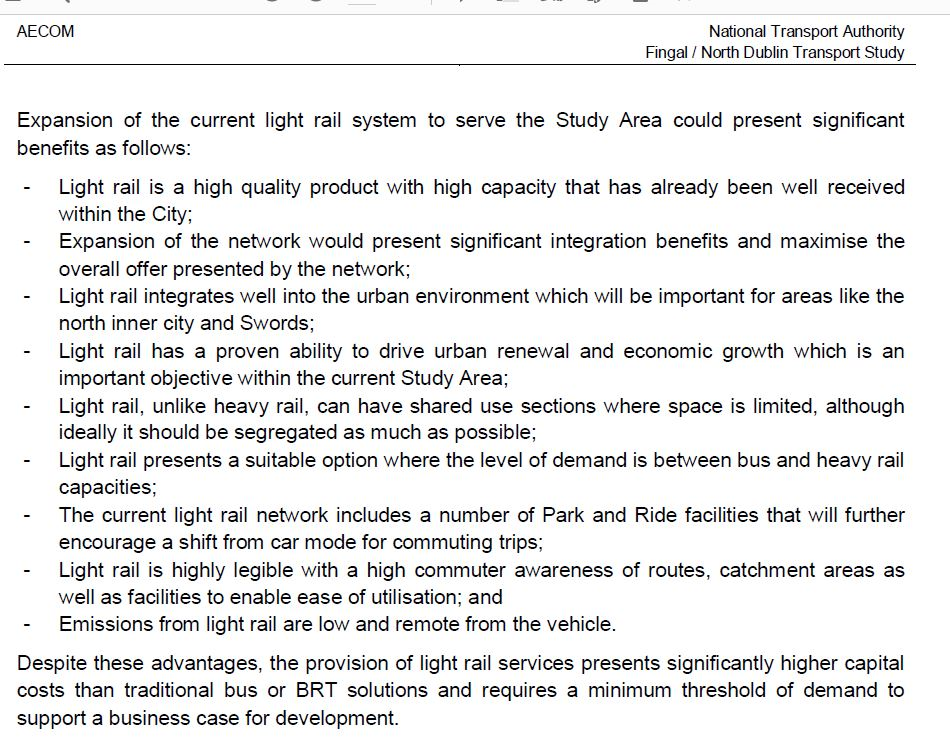 AECOM
National Transport Authority
Fingal / North Dublin Transport Study
Expansion of the current light rail system to serve the Study Area could present significant
benefits as follows:
- Light rail is a high quality product with high capacity that has already been well received
within the City;
- Expansion of the network would present significant integration benefits and maximise the
overall offer presented by the network;
- Light rail integrates well into the urban environment which will be important for areas like the
north inner city and Swords;
- Light rail has a proven ability to drive urban renewal and economic growth which is an
important objective within the current Study Area;
- Light rail, unlike heavy rail, can have shared use sections where space is limited, although
ideally it should be segregated as much as possible;
- Light rail presents a suitable option where the level of demand is between bus and heavy rail
capacities;
- The current light rail network includes a number of Park and Ride facilities that will further
encourage a shift from car mode for commuting trips;
- Light rail is highly legible with a high commuter awareness of routes, catchment areas as
well as facilities to enable ease of utilisation; and
- Emissions from light rail are low and remote from the vehicle.
Despite these advantages, the provision of light rail services presents significantly higher capital
costs than traditional bus or BRT solutions and requires a minimum threshold of demand to
support a business case for development.